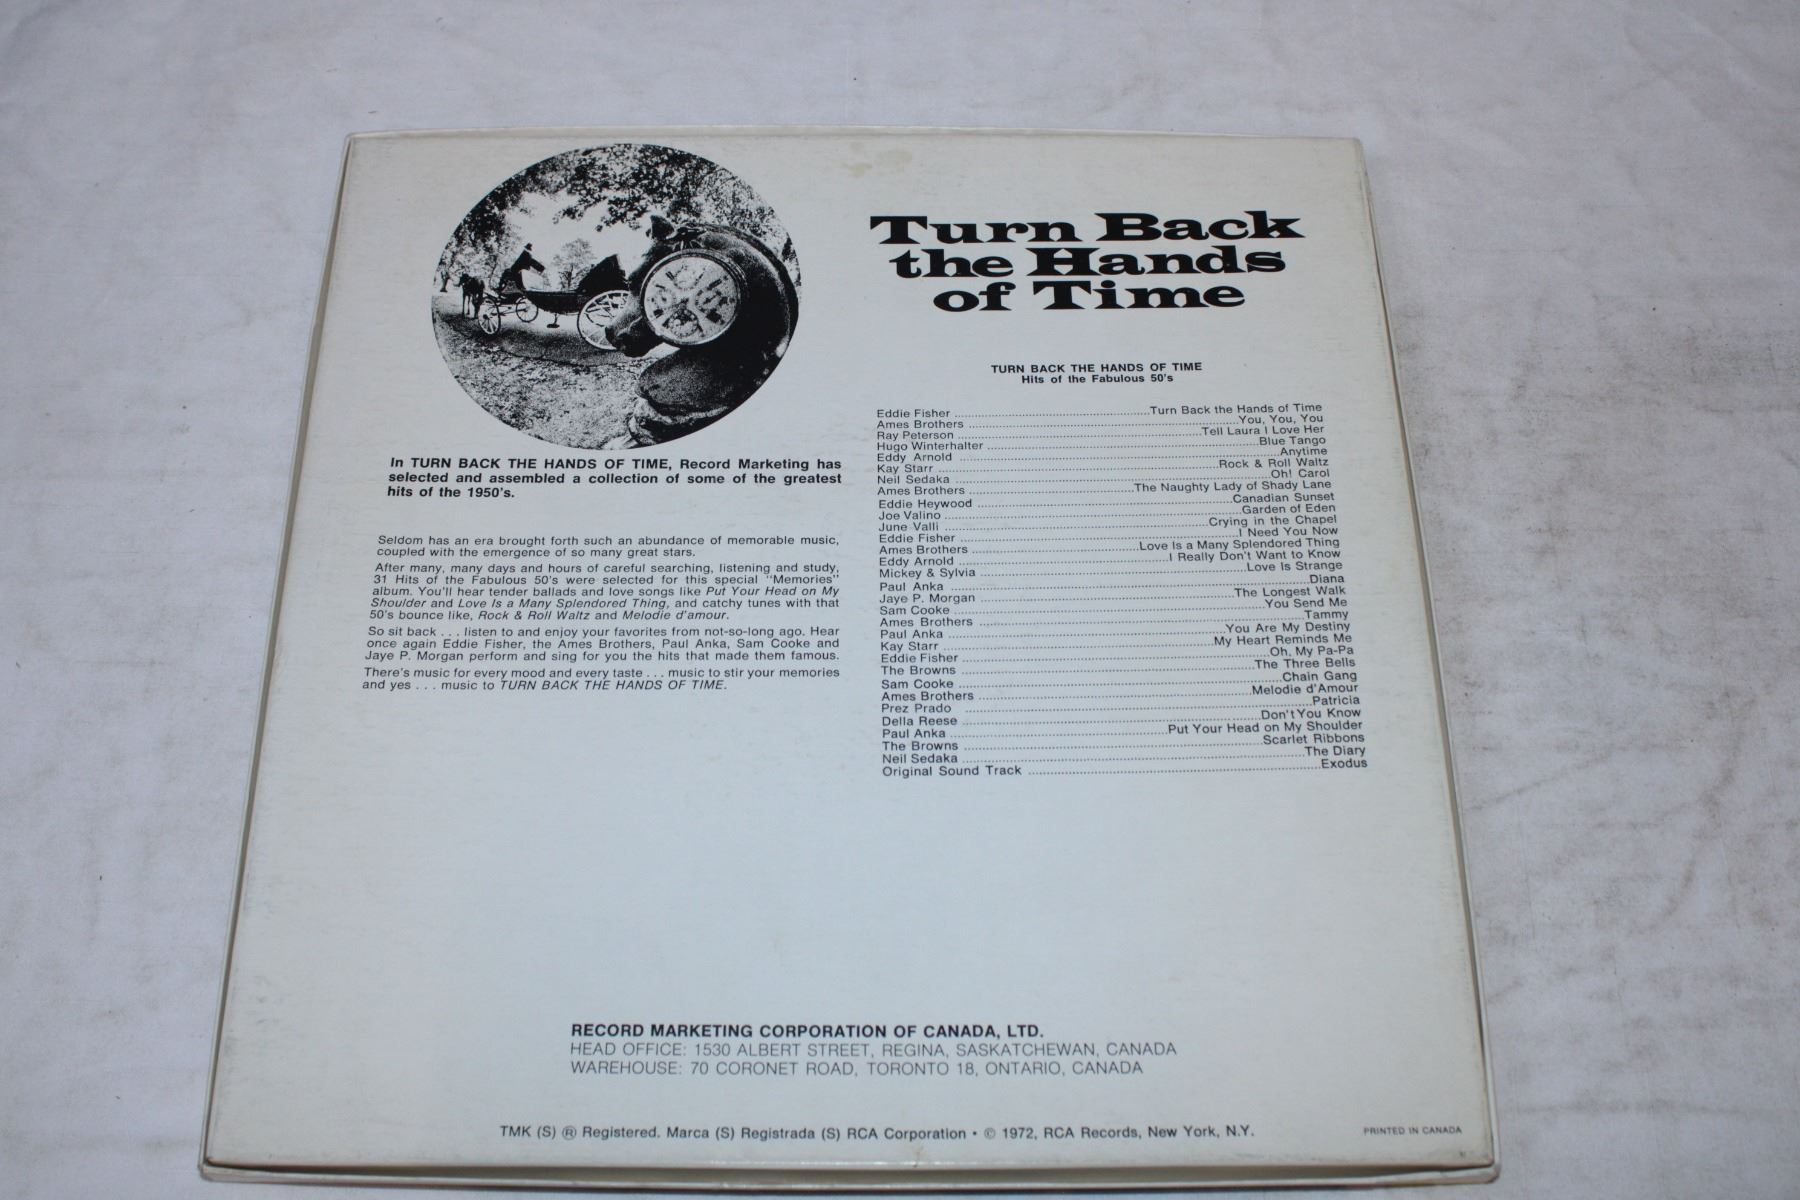 Turn Back
the Hands
of Time
In TURN BACK THE HANDS OF TIME, Record Marketing has
selected and assembled a collection of some of the greatest
hits of the 1950's.
Seldom has an era brought forth such an abundance of memorable music,
coupled with the emergence of so many great stars.
After many, many days and hours of careful searching, listening and study,
31 Hits of the Fabulous 50's were selected for this special "Memories"
album. You'll hear tender ballads and love songs like Put Your Head on My
Shoulder and Love Is a Many Splendored Thing, and catchy tunes with that
50's bounce like, Rock & Roll Waltz and Melodie d'amour.
So sit back . . . listen to and enjoy your favorites from not-so-long ago. Hear
once again Eddie Fisher, the Ames Brothers, Paul Anka, Sam Cooke and
Jaye P. Morgan perform and sing for you the hits that made them famous.
There's music for every mood and every taste . . . music to stir your memories
and yes . . . music to TURN BACK THE HANDS OF TIME.
TURN BACK THE HANDS OF TIME
Hits of the Fabulous 50's
Eddie Fisher ... Turn Back the Hands of Time
Ames Brothers ... You, You, You
Ray Peterson ... Tell Laura I Love Her
Hugo Winterhalter ... Blue Tango
Eddy Arnold ... Anytime
Kay Starr ... Rock & Roll Waltz
Neil Sedaka ... Oh! Carol
Ames Brothers ... The Naughty Lady of Shady Lane
Eddie Heywood ... Canadian Sunset
Joe Valino ... Garden of Eden
June Valli ... Crying in the Chapel
Eddie Fisher ... I Need You Now
Ames Brothers ... Love Is a Many Splendored Thing
Eddy Arnold ... I Really Don't Want to Know
Mickey & Sylvia ... Love Is Strange
Paul Anka ... Diana
Jaye P. Morgan ... The Longest Walk
Sam Cooke ... You Send Me
Ames Brothers ... Tammy
Paul Anka ... You Are My Destiny
Kay Starr ... My Heart Reminds Me
Eddie Fisher ... Oh, My Pa-Pa
The Browns ... The Three Bells
Sam Cooke ... Chain Gang
Ames Brothers ... Melodie d'Amour
Prez Prado ... Patricia
Della Reese ... Don't You Know
Paul Anka ... Put Your Head on My Shoulder
The Browns ... Scarlet Ribbons
Neil Sedaka ... The Diary
Original Sound Track ... Exodus
RECORD MARKETING CORPORATION OF CANADA, LTD.
HEAD OFFICE: 1530 ALBERT STREET, REGINA, SASKATCHEWAN, CANADA
WAREHOUSE: 70 CORONET ROAD, TORONTO 18, ONTARIO, CANADA
TMK (S) ® Registered. Marca (S) Registrada (S) RCA Corporation • © 1972, RCA Records, New York, N.Y.
PRINTED IN CANADA